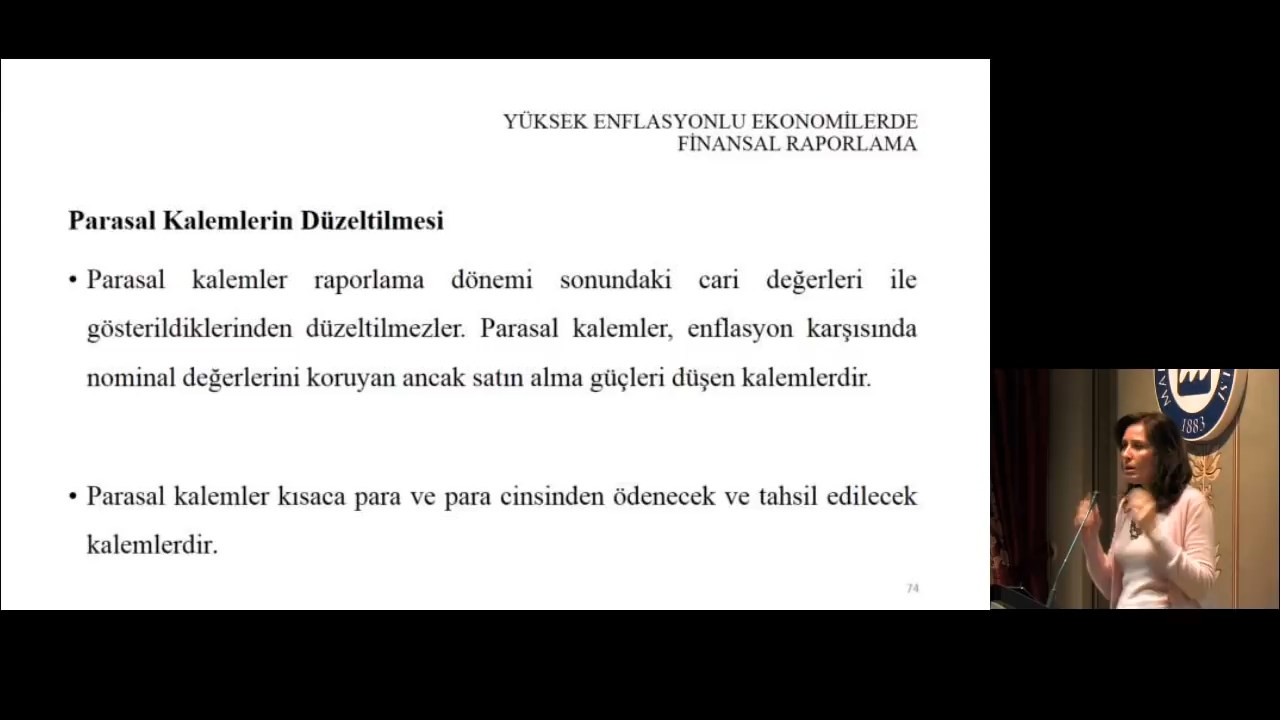 YÜKSEK ENFLASYONLU EKONOMİLERDE
FİNANSAL RAPORLAMA
Parasal Kalemlerin Düzeltilmesi
• Parasal kalemler raporlama dönemi sonundaki cari değerleri ile
gösterildiklerinden düzeltilmezler. Parasal kalemler, enflasyon karşısında
nominal değerlerini koruyan ancak satın alma güçleri düşen kalemlerdir.
• Parasal kalemler kısaca para ve para cinsinden ödenecek ve tahsil edilecek
kalemlerdir.
74
1883